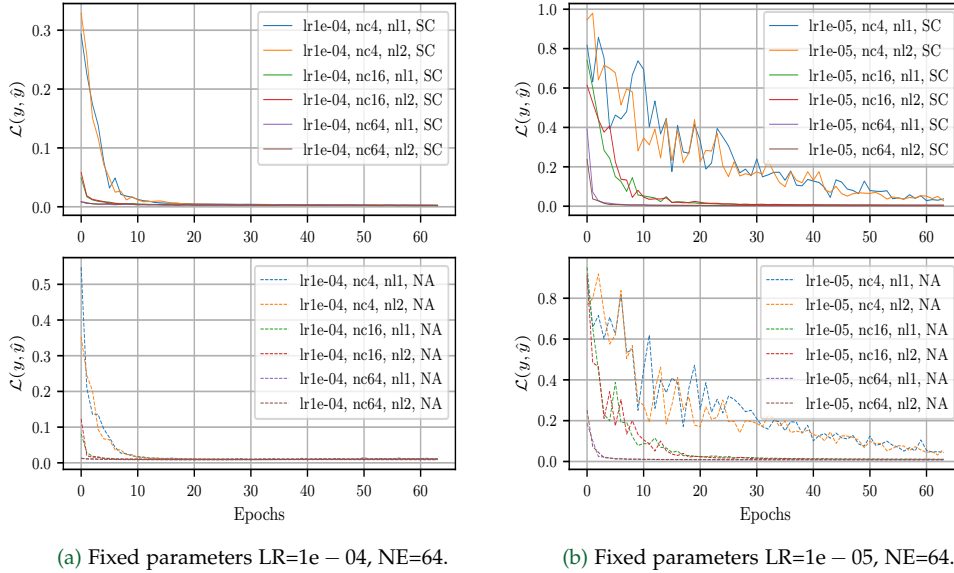 0.3
0.2
0.1
0.0
L(y, ŷ)
lr1e-04, nc4, nl1, SC
lr1e-04, nc4, nl2, SC
lr1e-04, nc16, nl1, SC
lr1e-04, nc16, nl2, SC
lr1e-04, nc64, nl1, SC
lr1e-04, nc64, nl2, SC
0 10 20 30 40 50 60
0.5
0.4
0.3
0.2
0.1
0.0
L(y, ŷ)
lr1e-04, nc4, nl1, NA
lr1e-04, nc4, nl2, NA
lr1e-04, nc16, nl1, NA
lr1e-04, nc16, nl2, NA
lr1e-04, nc64, nl1, NA
lr1e-04, nc64, nl2, NA
0 10 20 30 40 50 60
Epochs
(a) Fixed parameters LR=1e − 04, NE=64.
1.0
0.8
0.6
0.4
0.2
0.0
L(y, ŷ)
lr1e-05, nc4, nl1, SC
lr1e-05, nc4, nl2, SC
lr1e-05, nc16, nl1, SC
lr1e-05, nc16, nl2, SC
lr1e-05, nc64, nl1, SC
lr1e-05, nc64, nl2, SC
0 10 20 30 40 50 60
0.8
0.6
0.4
0.2
0.0
L(y, ŷ)
lr1e-05, nc4, nl1, NA
lr1e-05, nc4, nl2, NA
lr1e-05, nc16, nl1, NA
lr1e-05, nc16, nl2, NA
lr1e-05, nc64, nl1, NA
lr1e-05, nc64, nl2, NA
0 10 20 30 40 50 60
Epochs
(b) Fixed parameters LR=1e − 05, NE=64.